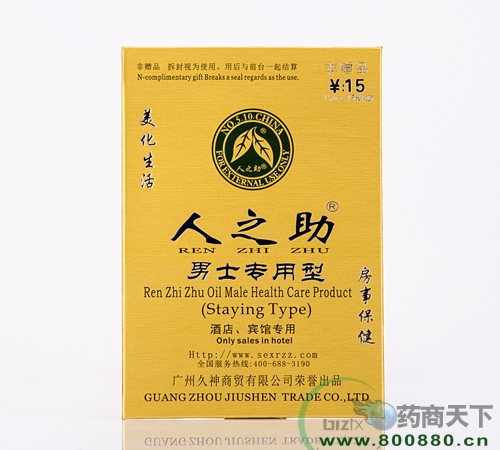 非赠品 拆封视为使用，用后与前台一起结算
N-complimentary gift Breaks a seal regards as the use.
非赠品
¥:15
美化生活
NO.5.10.CHINA
人之助®
FOR EXTERNAL USE ONLY
人之助®
REN ZHI ZHU
男士专用型
Ren Zhi Zhu Oil Male Health Care Product
(Staying Type)
房事保健
酒店、宾馆专用
Only sales in hotel
Http://www.sexrzz.com
全国服务热线:400-688-3190
广州久神商贸有限公司荣誉出品
GUANG ZHOU JIUSHEN TRADE CO.,LTD
药商天下
www.800880.cn